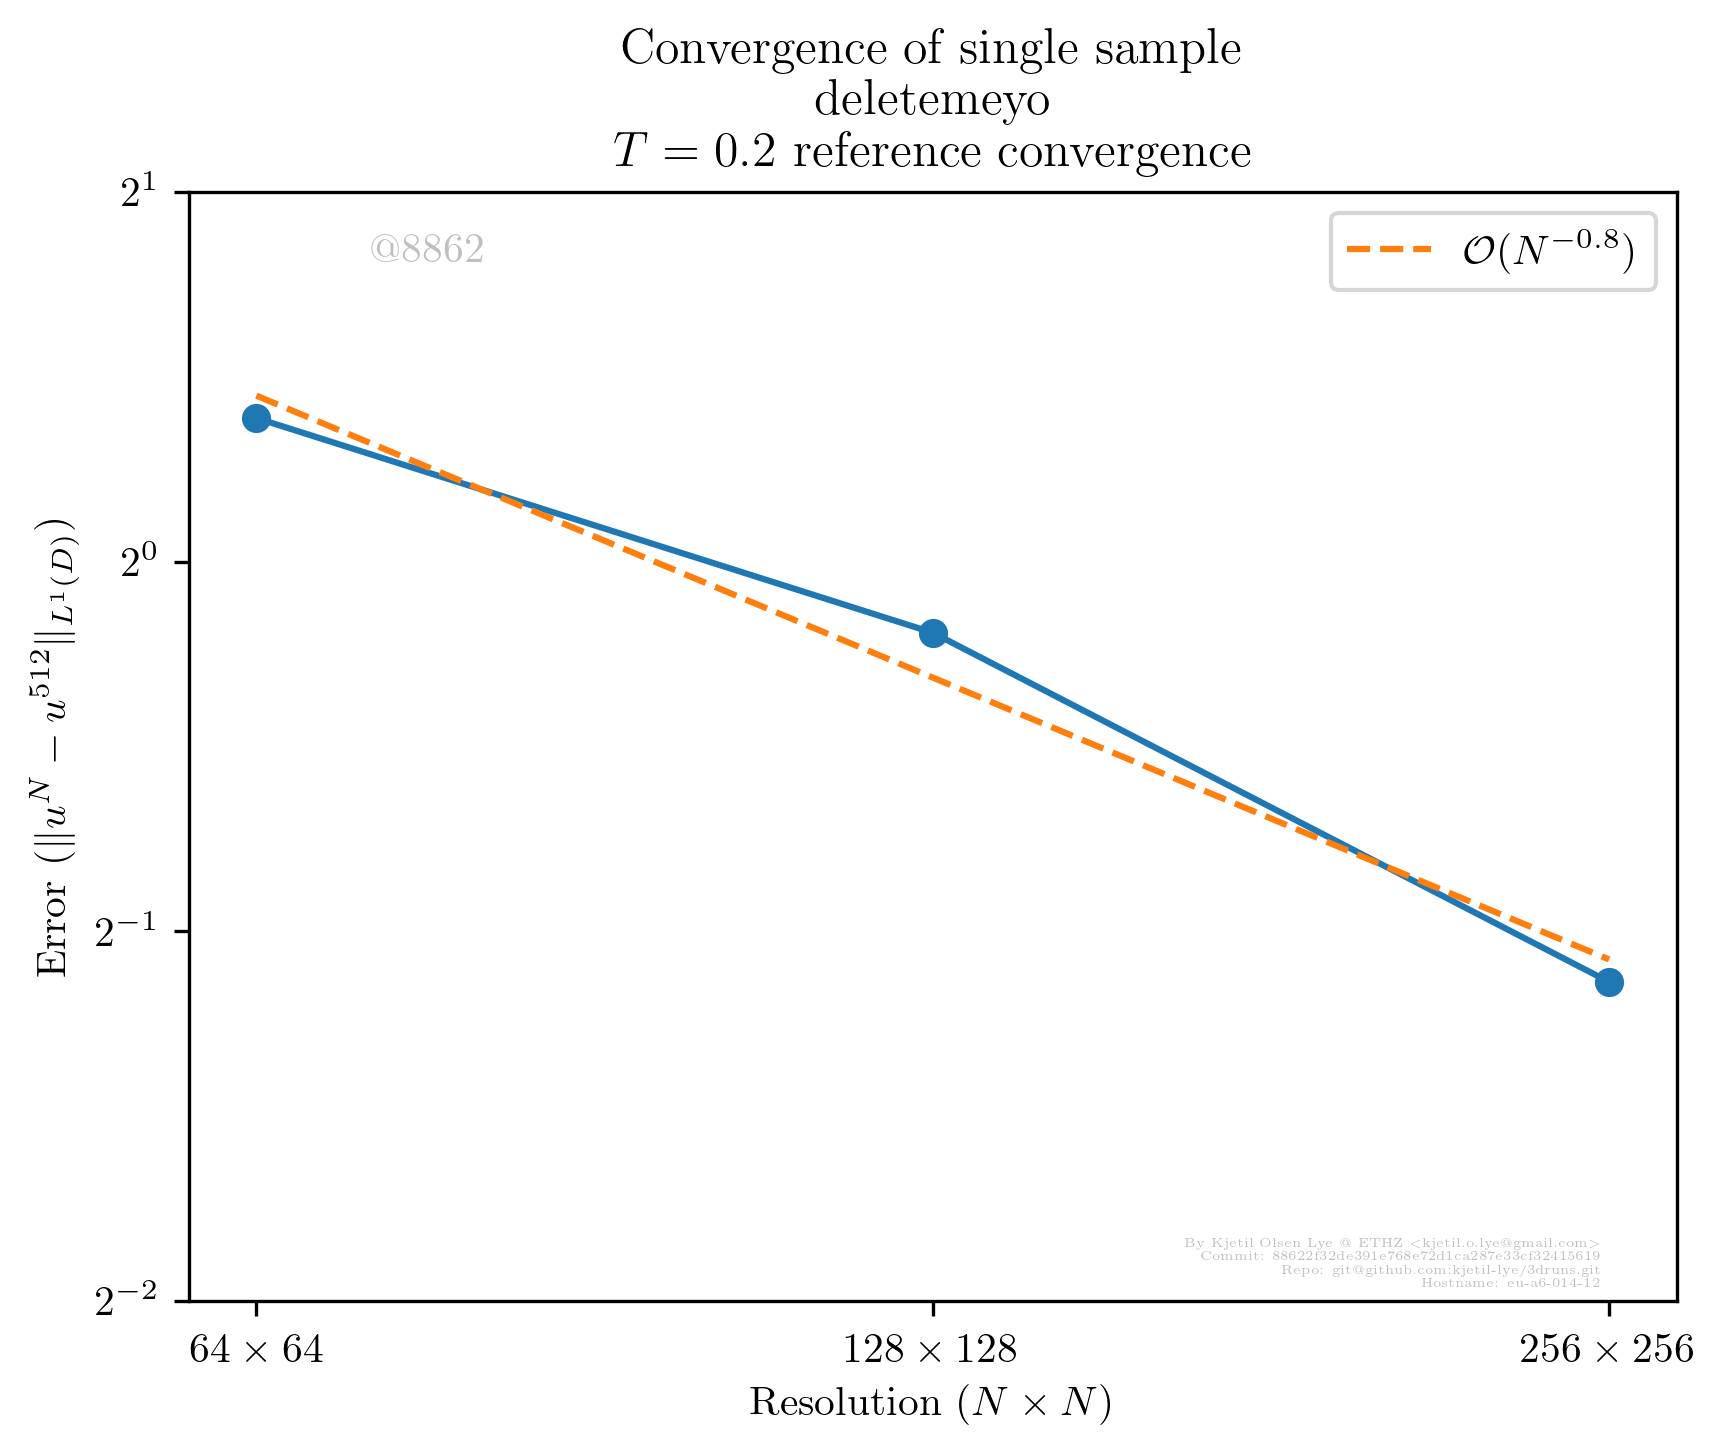 Convergence of single sample
deletemeyo
T = 0.2 reference convergence
@8862
𝒪(N^{−0.8})
2^1
2^0
2^{−1}
2^{−2}
Error (||u^N − u^{512}||_{L^1(D)})
By Kjetil Olsen Lye @ ETHZ <kjetil.o.lye@gmail.com>
Commit: 88622f32de391e768e72d1ca287e33cf32415619
Repo: git@github.com:kjetil-lye/3druns.git
Hostname: eu-a6-014-12
64 × 64
128 × 128
256 × 256
Resolution (N × N)